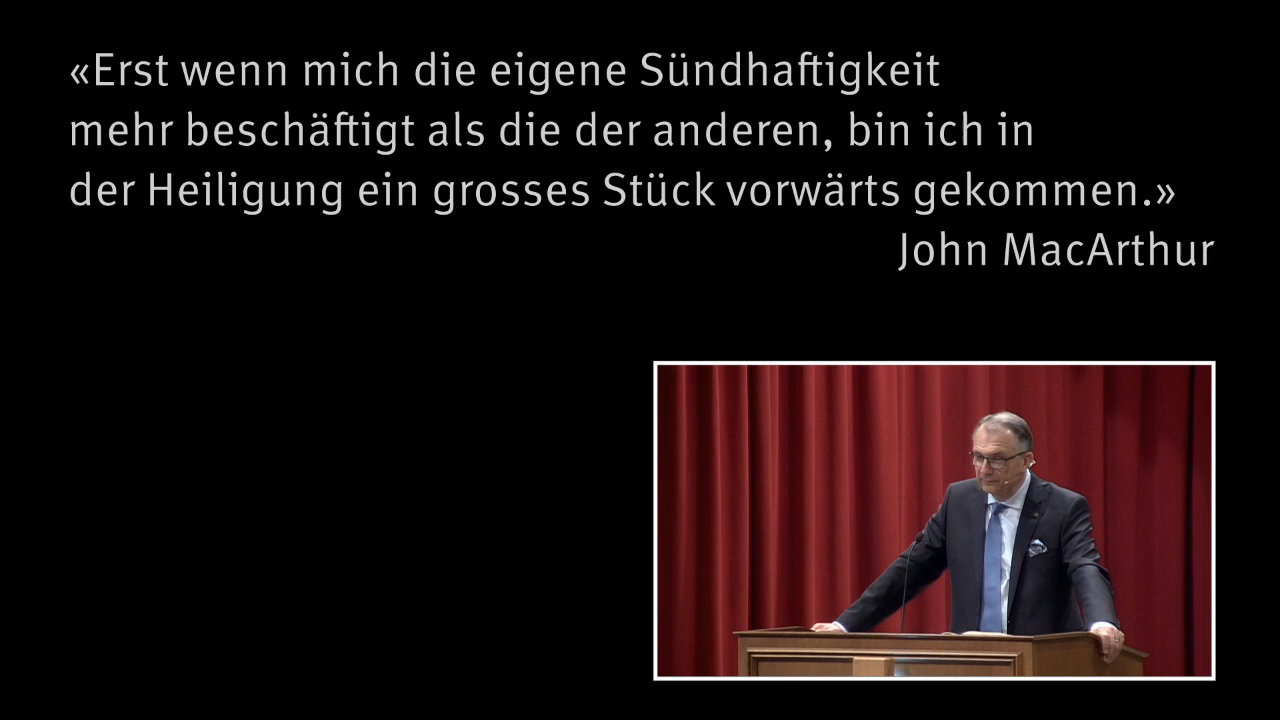 «Erst wenn mich die eigene Sündhaftigkeit
mehr beschäftigt als die der anderen, bin ich in
der Heiligung ein grosses Stück vorwärts gekommen.»
John MacArthur